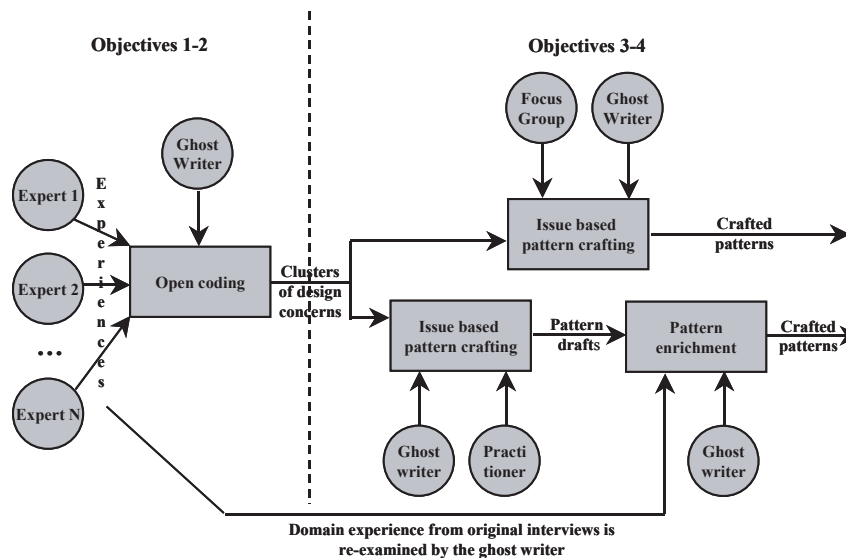 Objectives 1-2
Objectives 3-4
Focus
Group
Ghost
Writer
Ghost
Writer
Expert 1
Experiences
Expert 2
...
Expert N
Open coding
Clusters
of design
concerns
Issue based
pattern crafting
Crafted
patterns
Issue based
pattern crafting
Pattern
drafts
Pattern
enrichment
Crafted
patterns
Ghost
writer
Practi
tioner
Ghost
writer
Domain experience from original interviews is
re-examined by the ghost writer